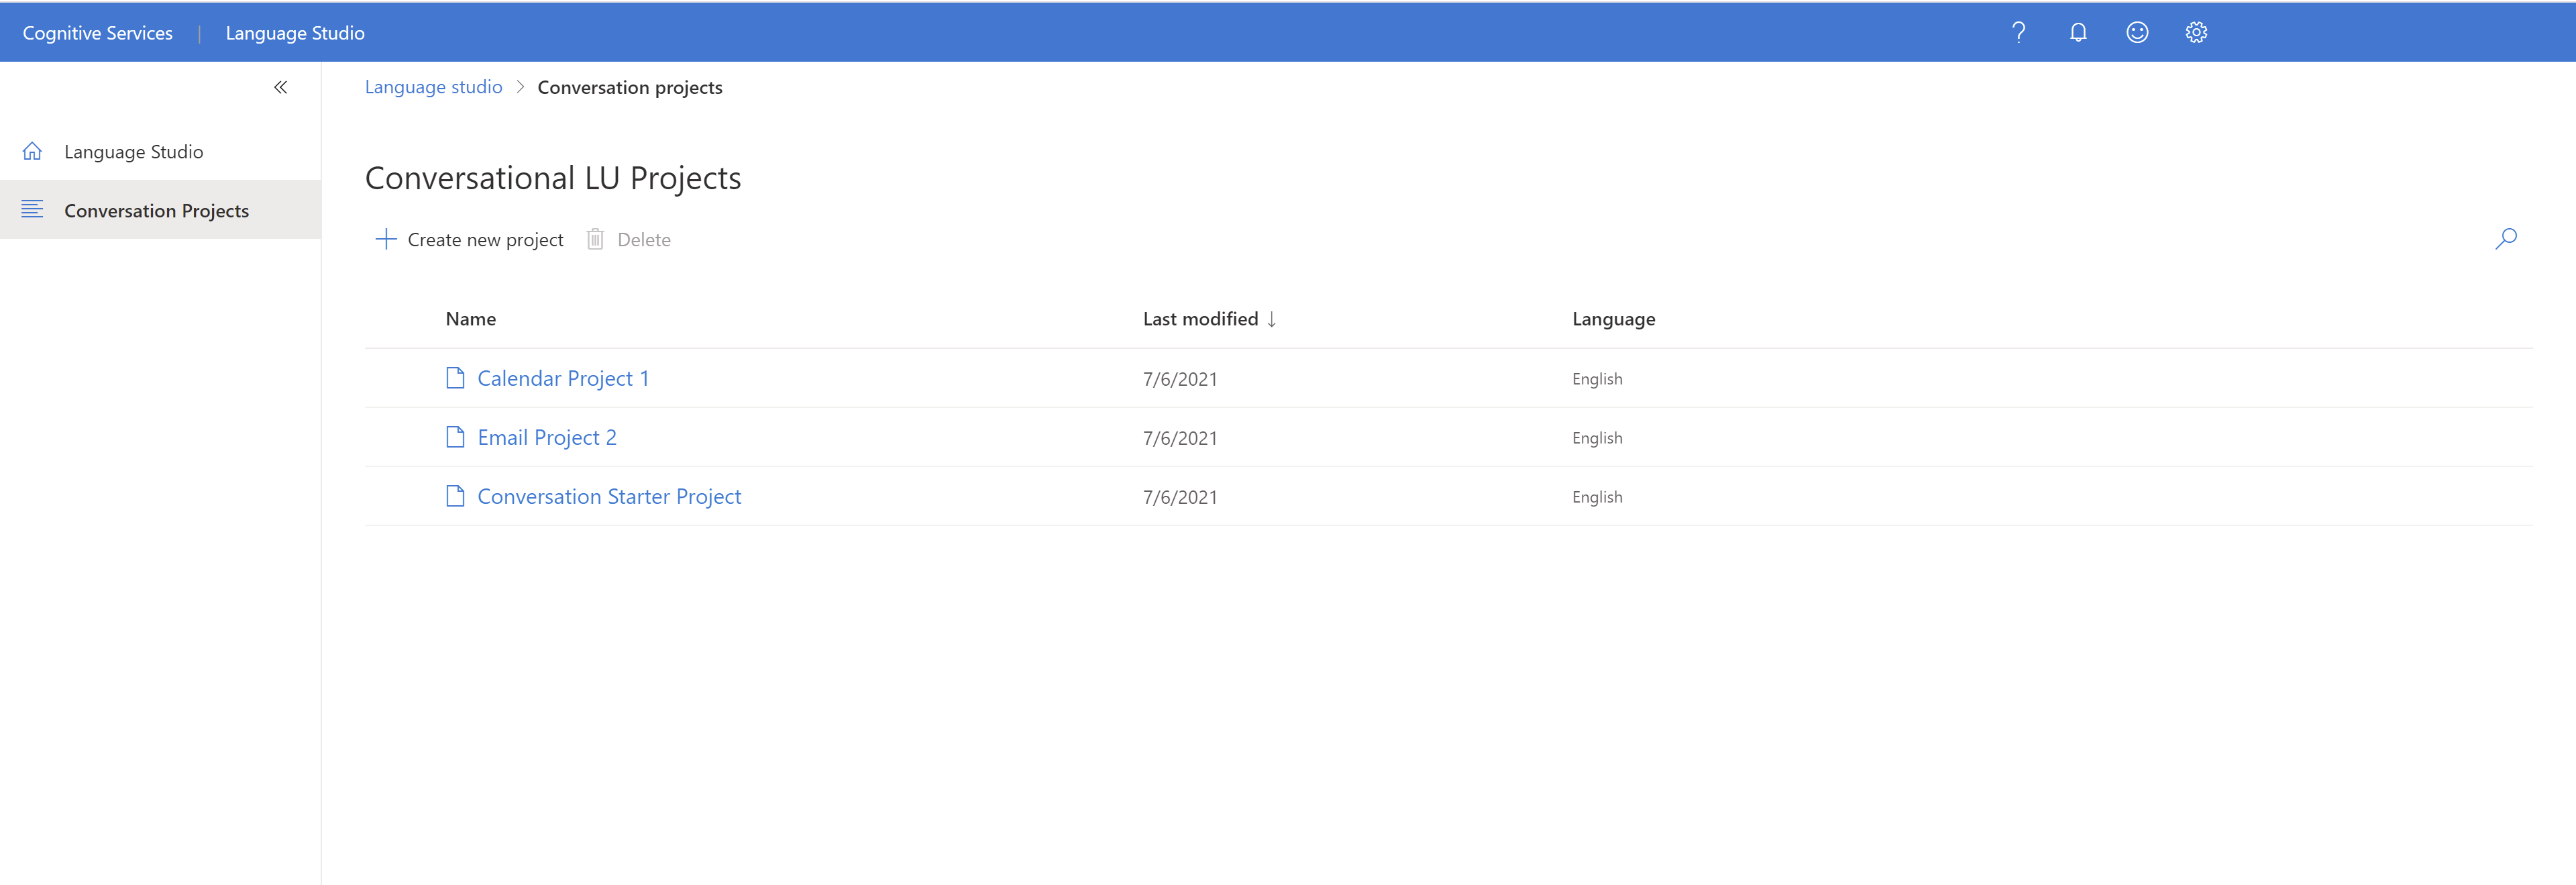 Cognitive Services | Language Studio
Language studio > Conversation projects
Language Studio
Conversation Projects
Conversational LU Projects
Create new project Delete
Name Last modified ↓ Language
Calendar Project 1 7/6/2021 English
Email Project 2 7/6/2021 English
Conversation Starter Project 7/6/2021 English